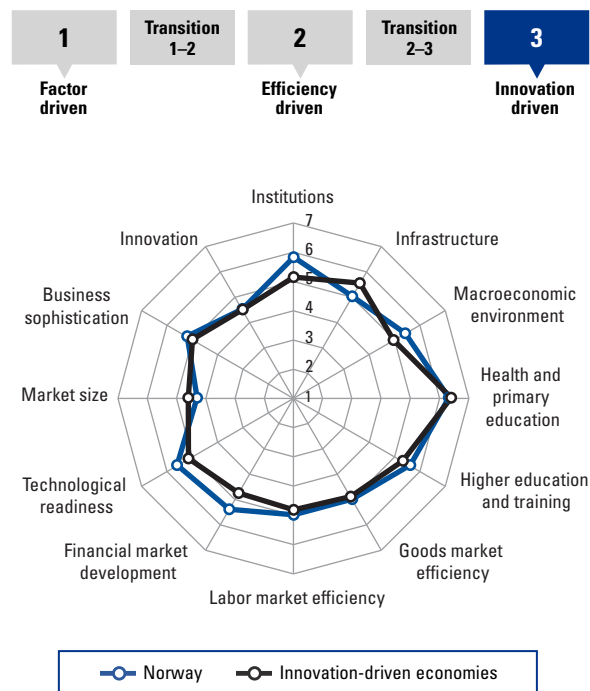 1
Transition
1–2
2
Transition
2–3
3
Factor
driven
Efficiency
driven
Innovation
driven
Institutions
7
Innovation
Infrastructure
6
5
Business
sophistication
Macroeconomic
environment
4
3
2
Market size
1
Health and
primary
education
Technological
readiness
Higher education
and training
Financial market
development
Goods market
efficiency
Labor market efficiency
Norway
Innovation-driven economies